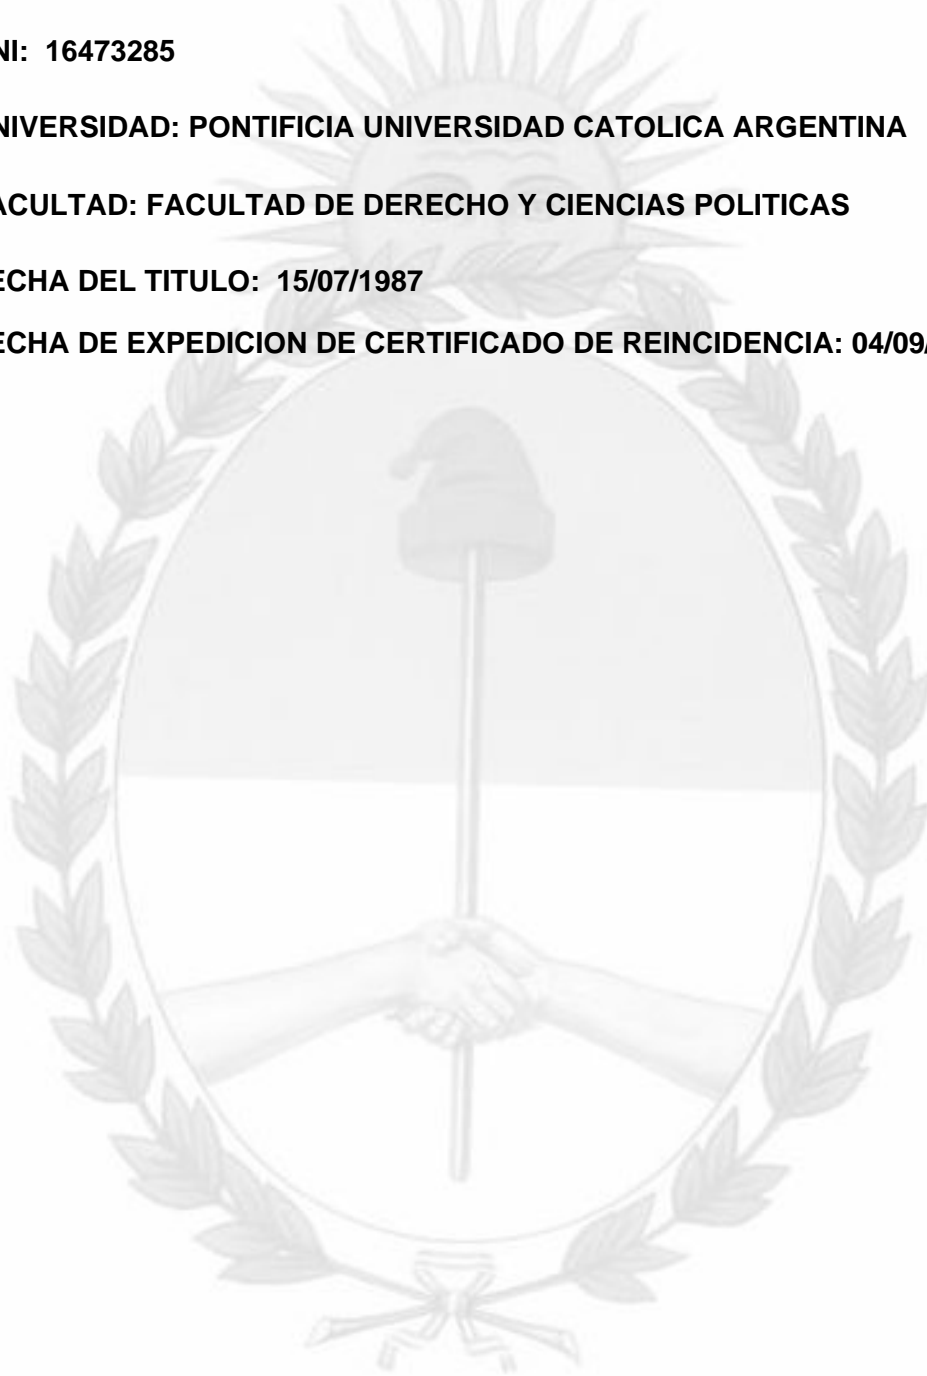 NI: 16473285
NIVERSIDAD: PONTIFICIA UNIVERSIDAD CATOLICA ARGENTINA
ACULTAD: FACULTAD DE DERECHO Y CIENCIAS POLITICAS
ECHA DEL TITULO: 15/07/1987
ECHA DE EXPEDICION DE CERTIFICADO DE REINCIDENCIA: 04/09/